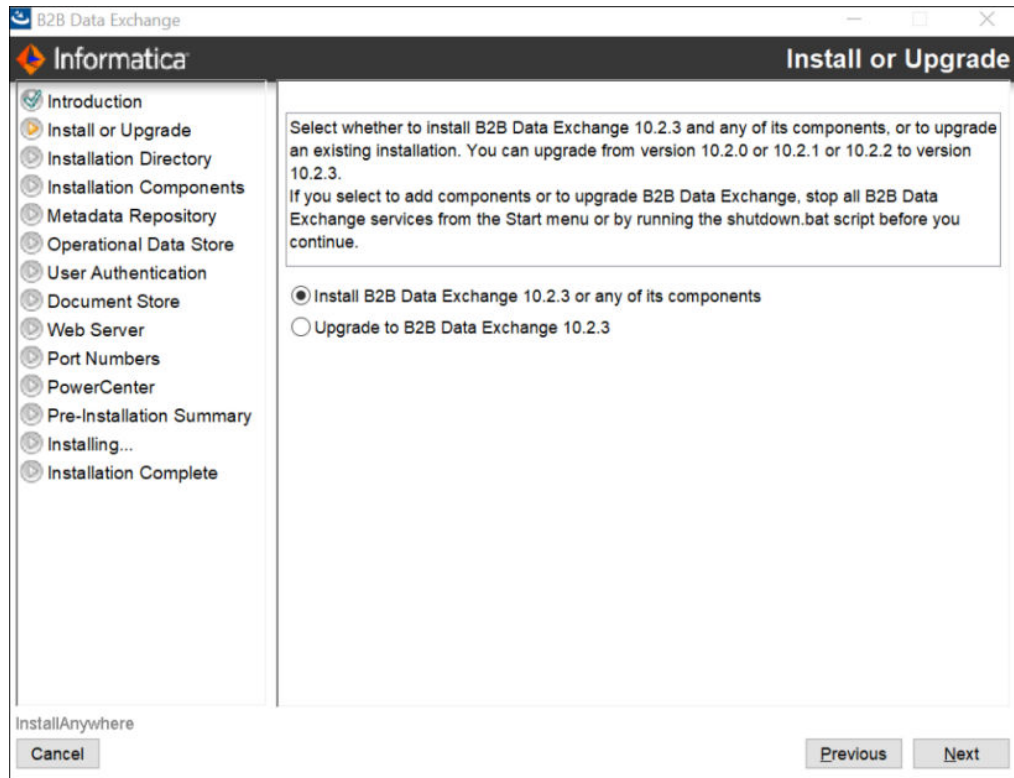 B2B Data Exchange
Informatica
Install or Upgrade
Introduction
Install or Upgrade
Installation Directory
Installation Components
Metadata Repository
Operational Data Store
User Authentication
Document Store
Web Server
Port Numbers
PowerCenter
Pre-Installation Summary
Installing...
Installation Complete
Select whether to install B2B Data Exchange 10.2.3 and any of its components, or to upgrade
an existing installation. You can upgrade from version 10.2.0 or 10.2.1 or 10.2.2 to version
10.2.3.
If you select to add components or to upgrade B2B Data Exchange, stop all B2B Data
Exchange services from the Start menu or by running the shutdown.bat script before you
continue.
Install B2B Data Exchange 10.2.3 or any of its components
Upgrade to B2B Data Exchange 10.2.3
InstallAnywhere
Cancel
Previous
Next